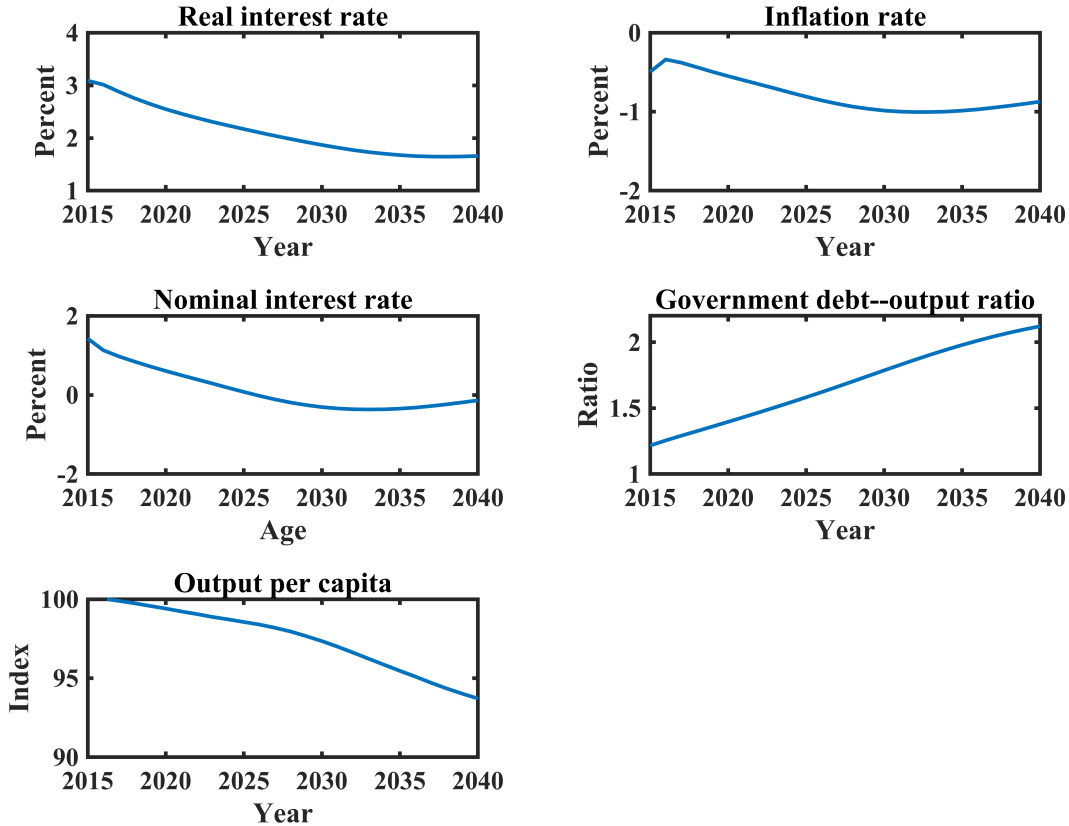 Real interest rate
4
3
2
1
Percent
2015 2020 2025 2030 2035 2040
Year
Inflation rate
0
-1
-2
Percent
2015 2020 2025 2030 2035 2040
Year
Nominal interest rate
2
0
-2
Percent
2015 2020 2025 2030 2035 2040
Age
Government debt--output ratio
2
1.5
1
Ratio
2015 2020 2025 2030 2035 2040
Year
Output per capita
100
95
90
Index
2015 2020 2025 2030 2035 2040
Year